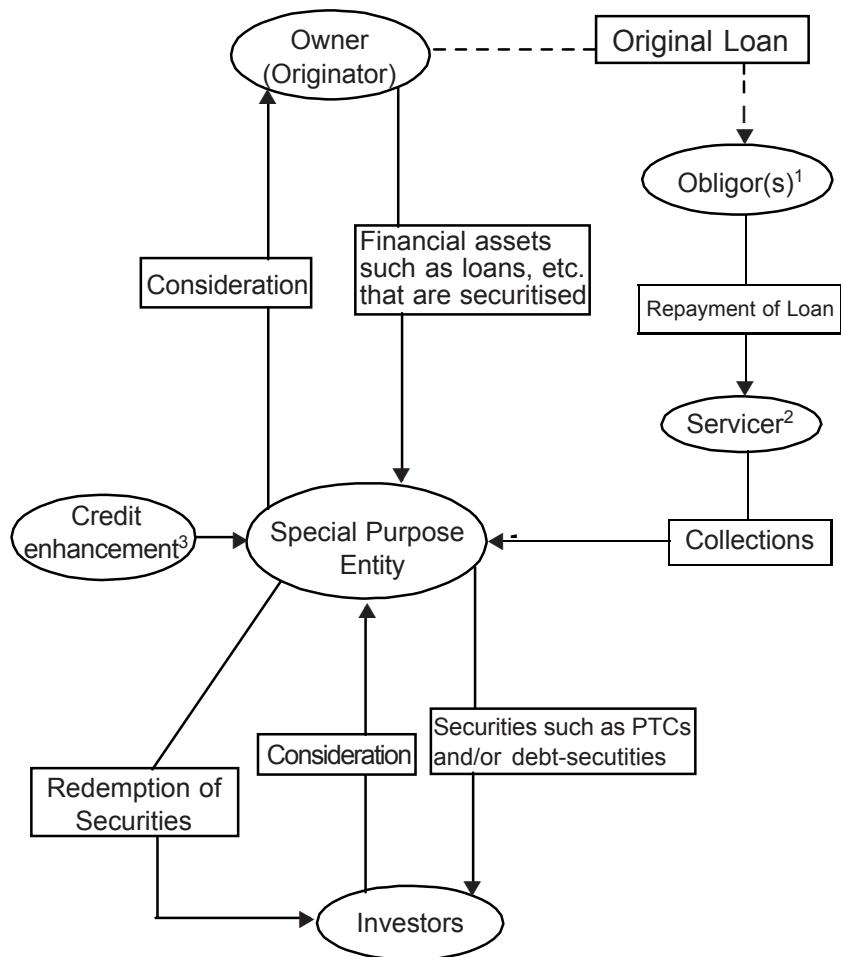 Owner
(Originator)
Original Loan
Obligor(s)¹
Consideration
Financial assets
such as loans, etc.
that are securitised
Repayment of Loan
Servicer²
Credit
enhancement³
Special Purpose
Entity
Collections
Consideration
Securities such as PTCs
and/or debt-secutities
Redemption of
Securities
Investors